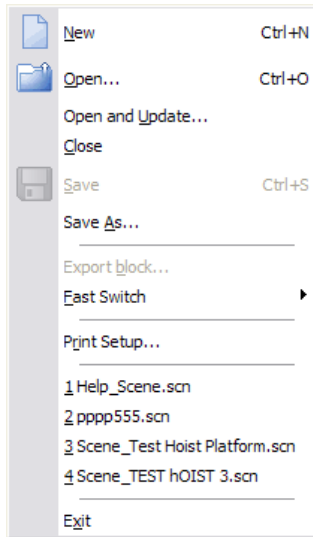 New Ctrl+N
Open... Ctrl+O
Open and Update...
Close
Save Ctrl+S
Save As...
Export block...
Fast Switch
Print Setup...
1 Help_Scene.scn
2 pppp555.scn
3 Scene_Test Hoist Platform.scn
4 Scene_TEST hOIST 3.scn
Exit